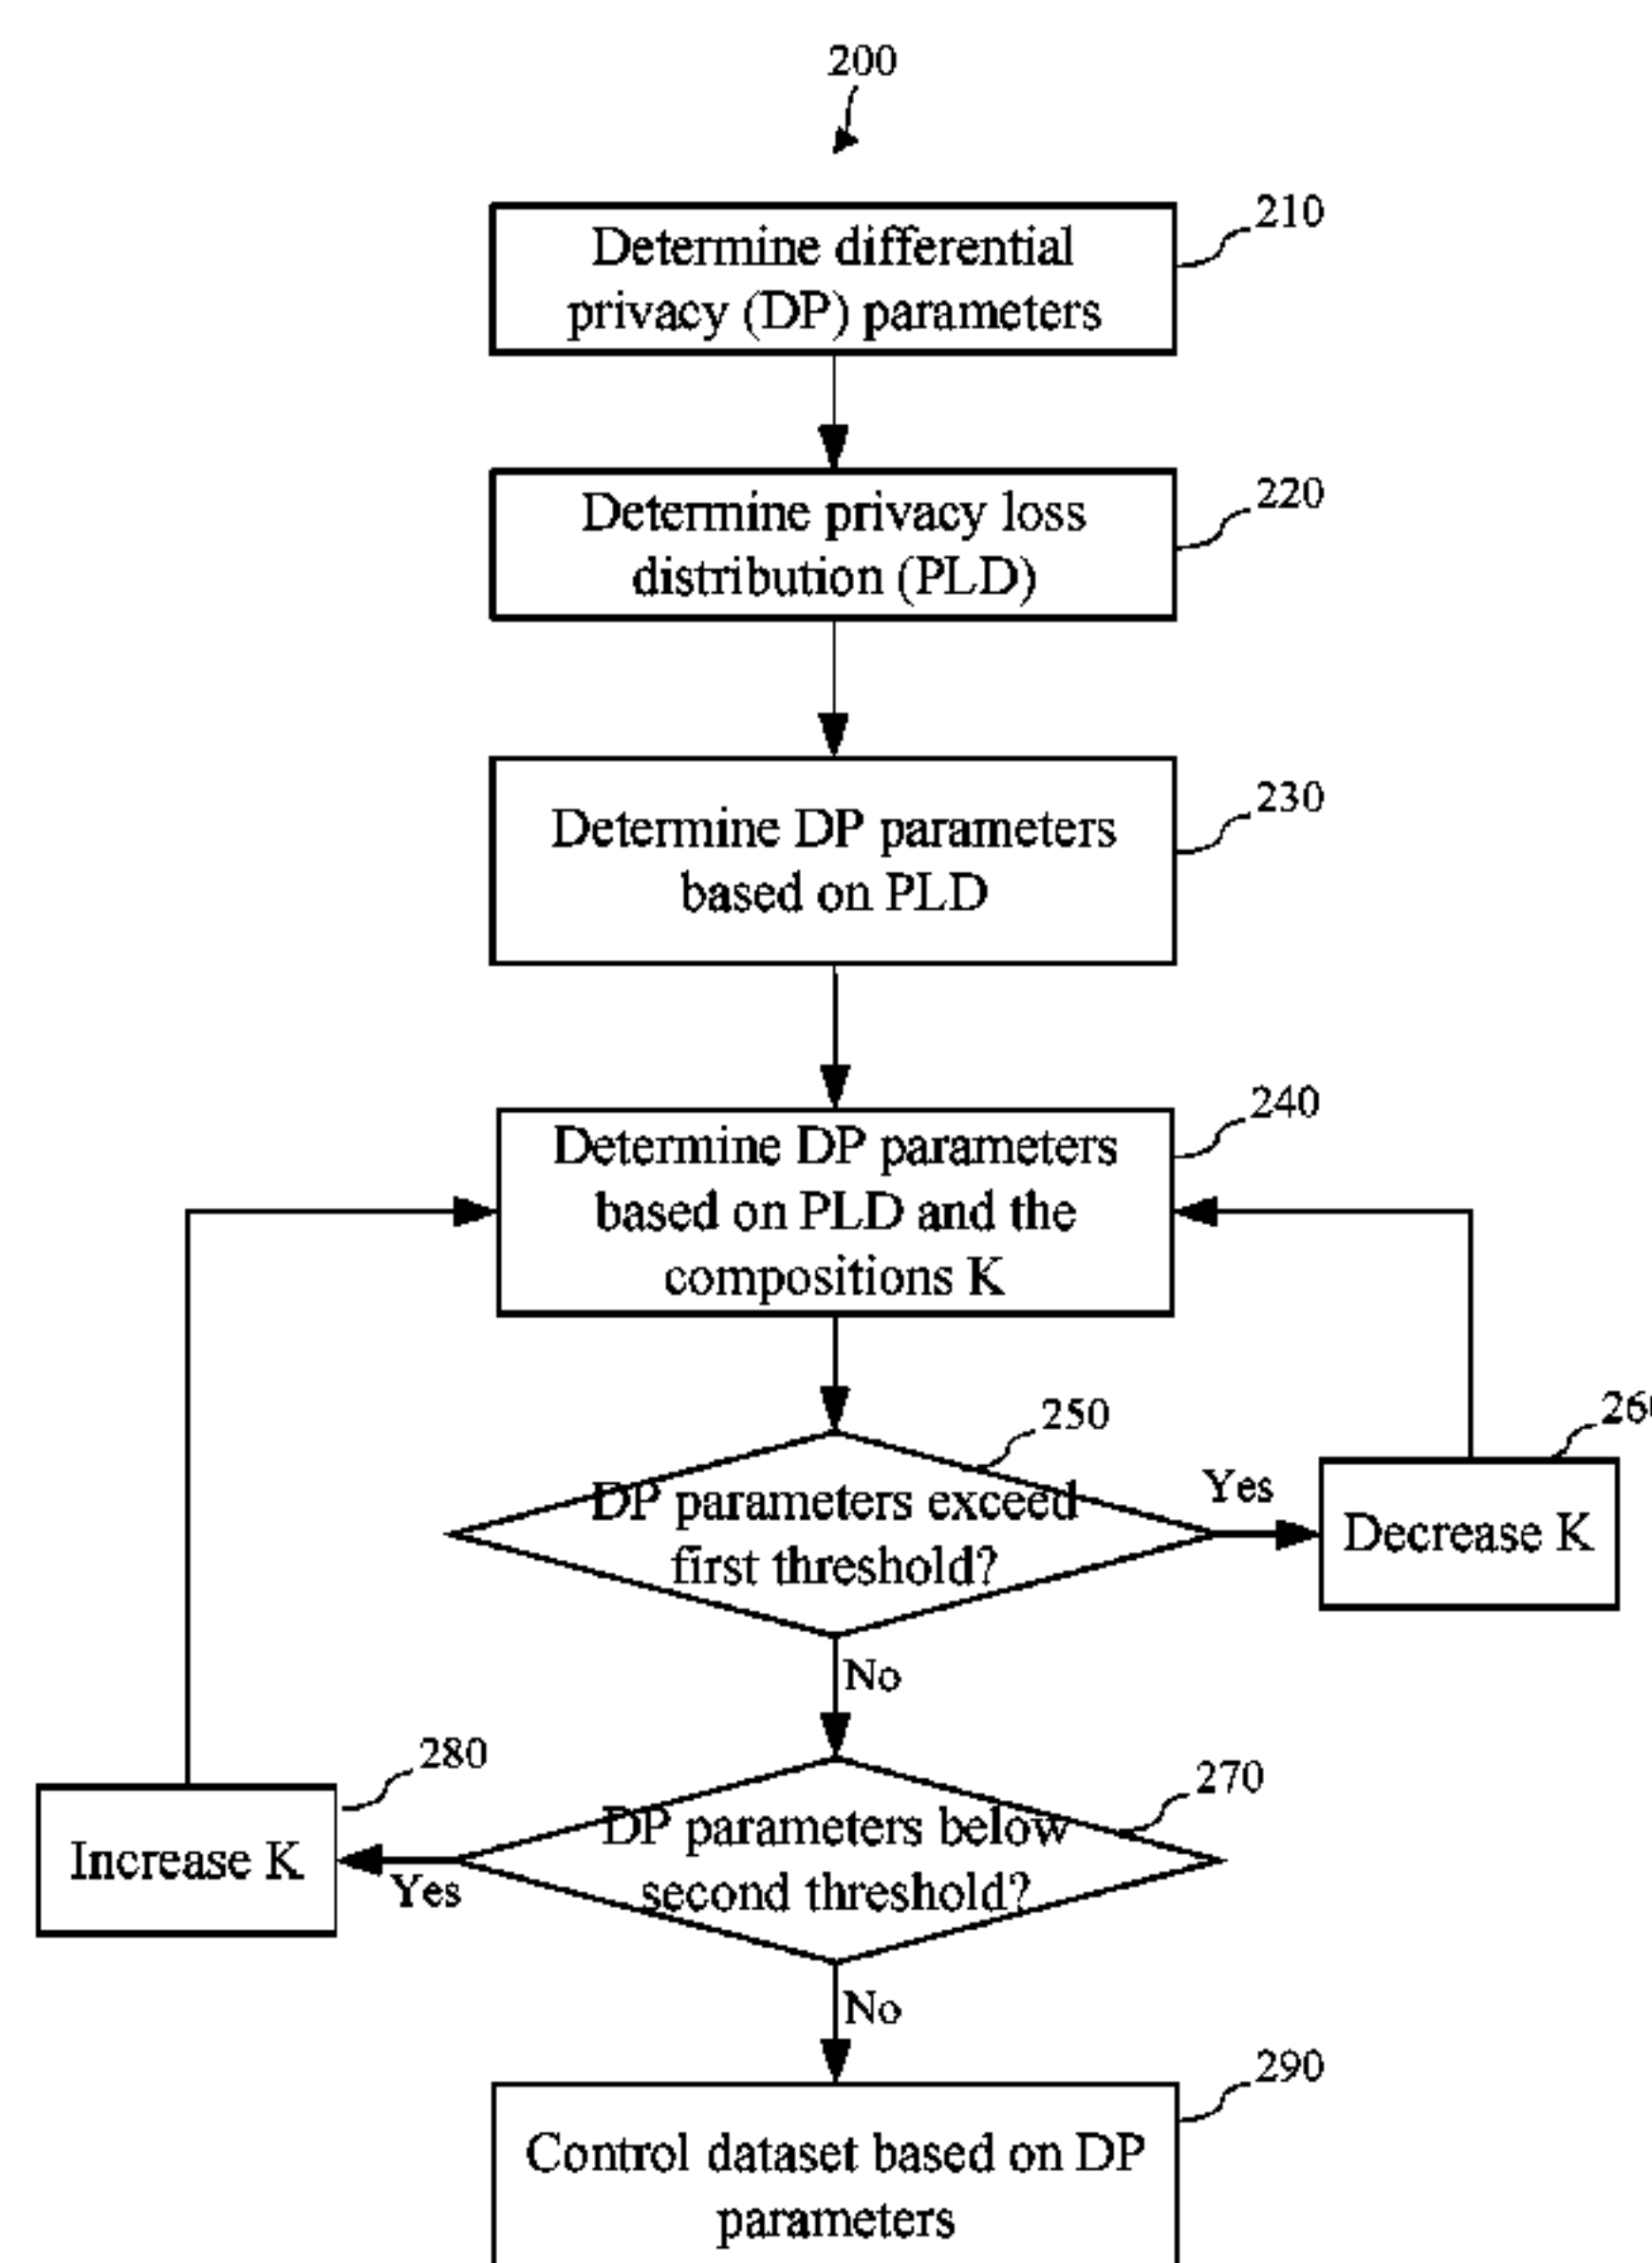 200
210
Determine differential
privacy (DP) parameters
220
Determine privacy loss
distribution (PLD)
230
Determine DP parameters
based on PLD
240
Determine DP parameters
based on PLD and the
compositions K
250
DP parameters exceed
first threshold?
Yes
Decrease K
No
280
270
DP parameters below
second threshold?
Increase K
Yes
No
290
Control dataset based on DP
parameters